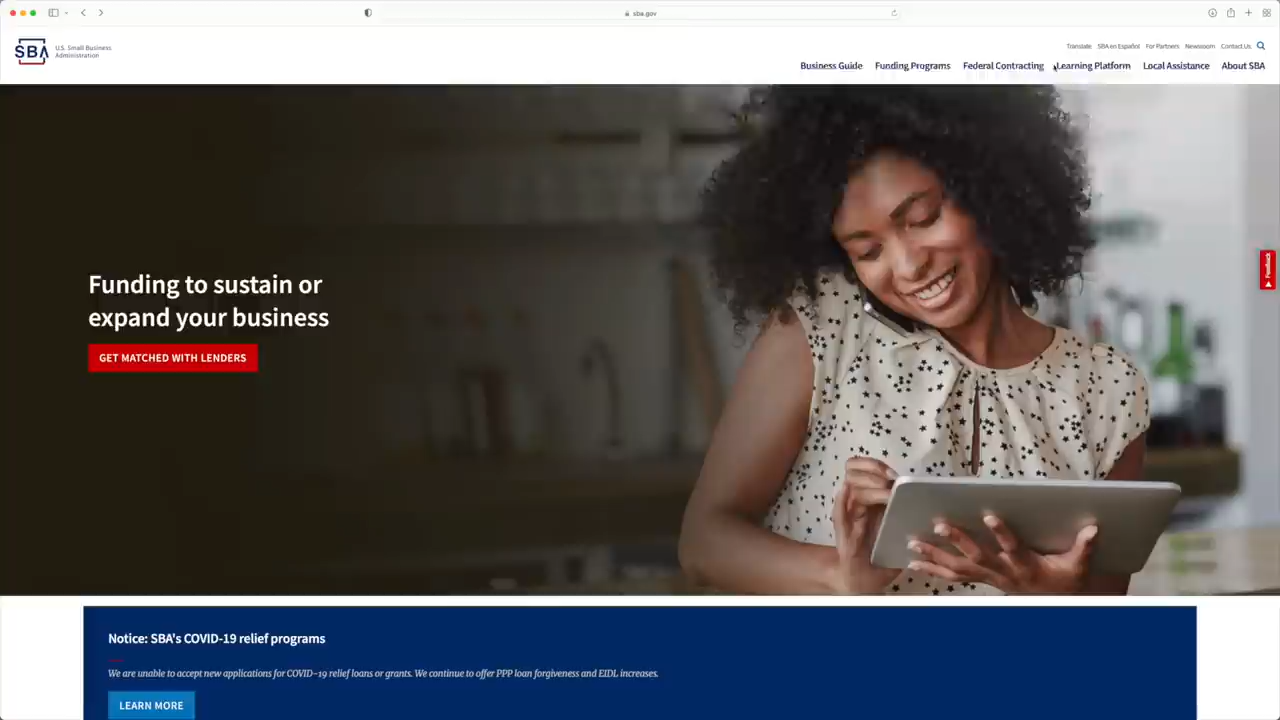 sba.gov
SBA
U.S. Small Business
Administration
Translate SBA en Español For Partners Newsroom Contact Us
Business Guide Funding Programs Federal Contracting Learning Platform Local Assistance About SBA
Feedback
Funding to sustain or
expand your business
GET MATCHED WITH LENDERS
Notice: SBA's COVID-19 relief programs
We are unable to accept new applications for COVID-19 relief loans or grants. We continue to offer PPP loan forgiveness and EIDL increases.
LEARN MORE